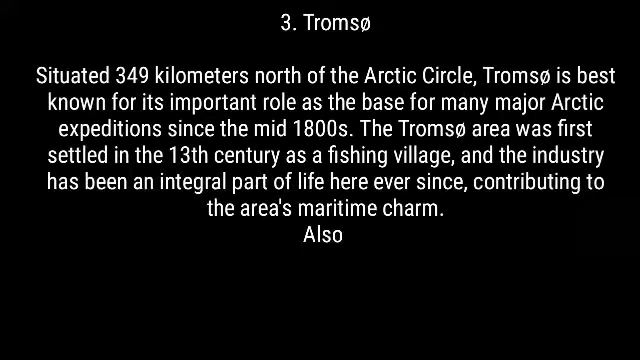 3. Tromsø
Situated 349 kilometers north of the Arctic Circle, Tromsø is best
known for its important role as the base for many major Arctic
expeditions since the mid 1800s. The Tromsø area was first
settled in the 13th century as a fishing village, and the industry
has been an integral part of life here ever since, contributing to
the area's maritime charm.
Also